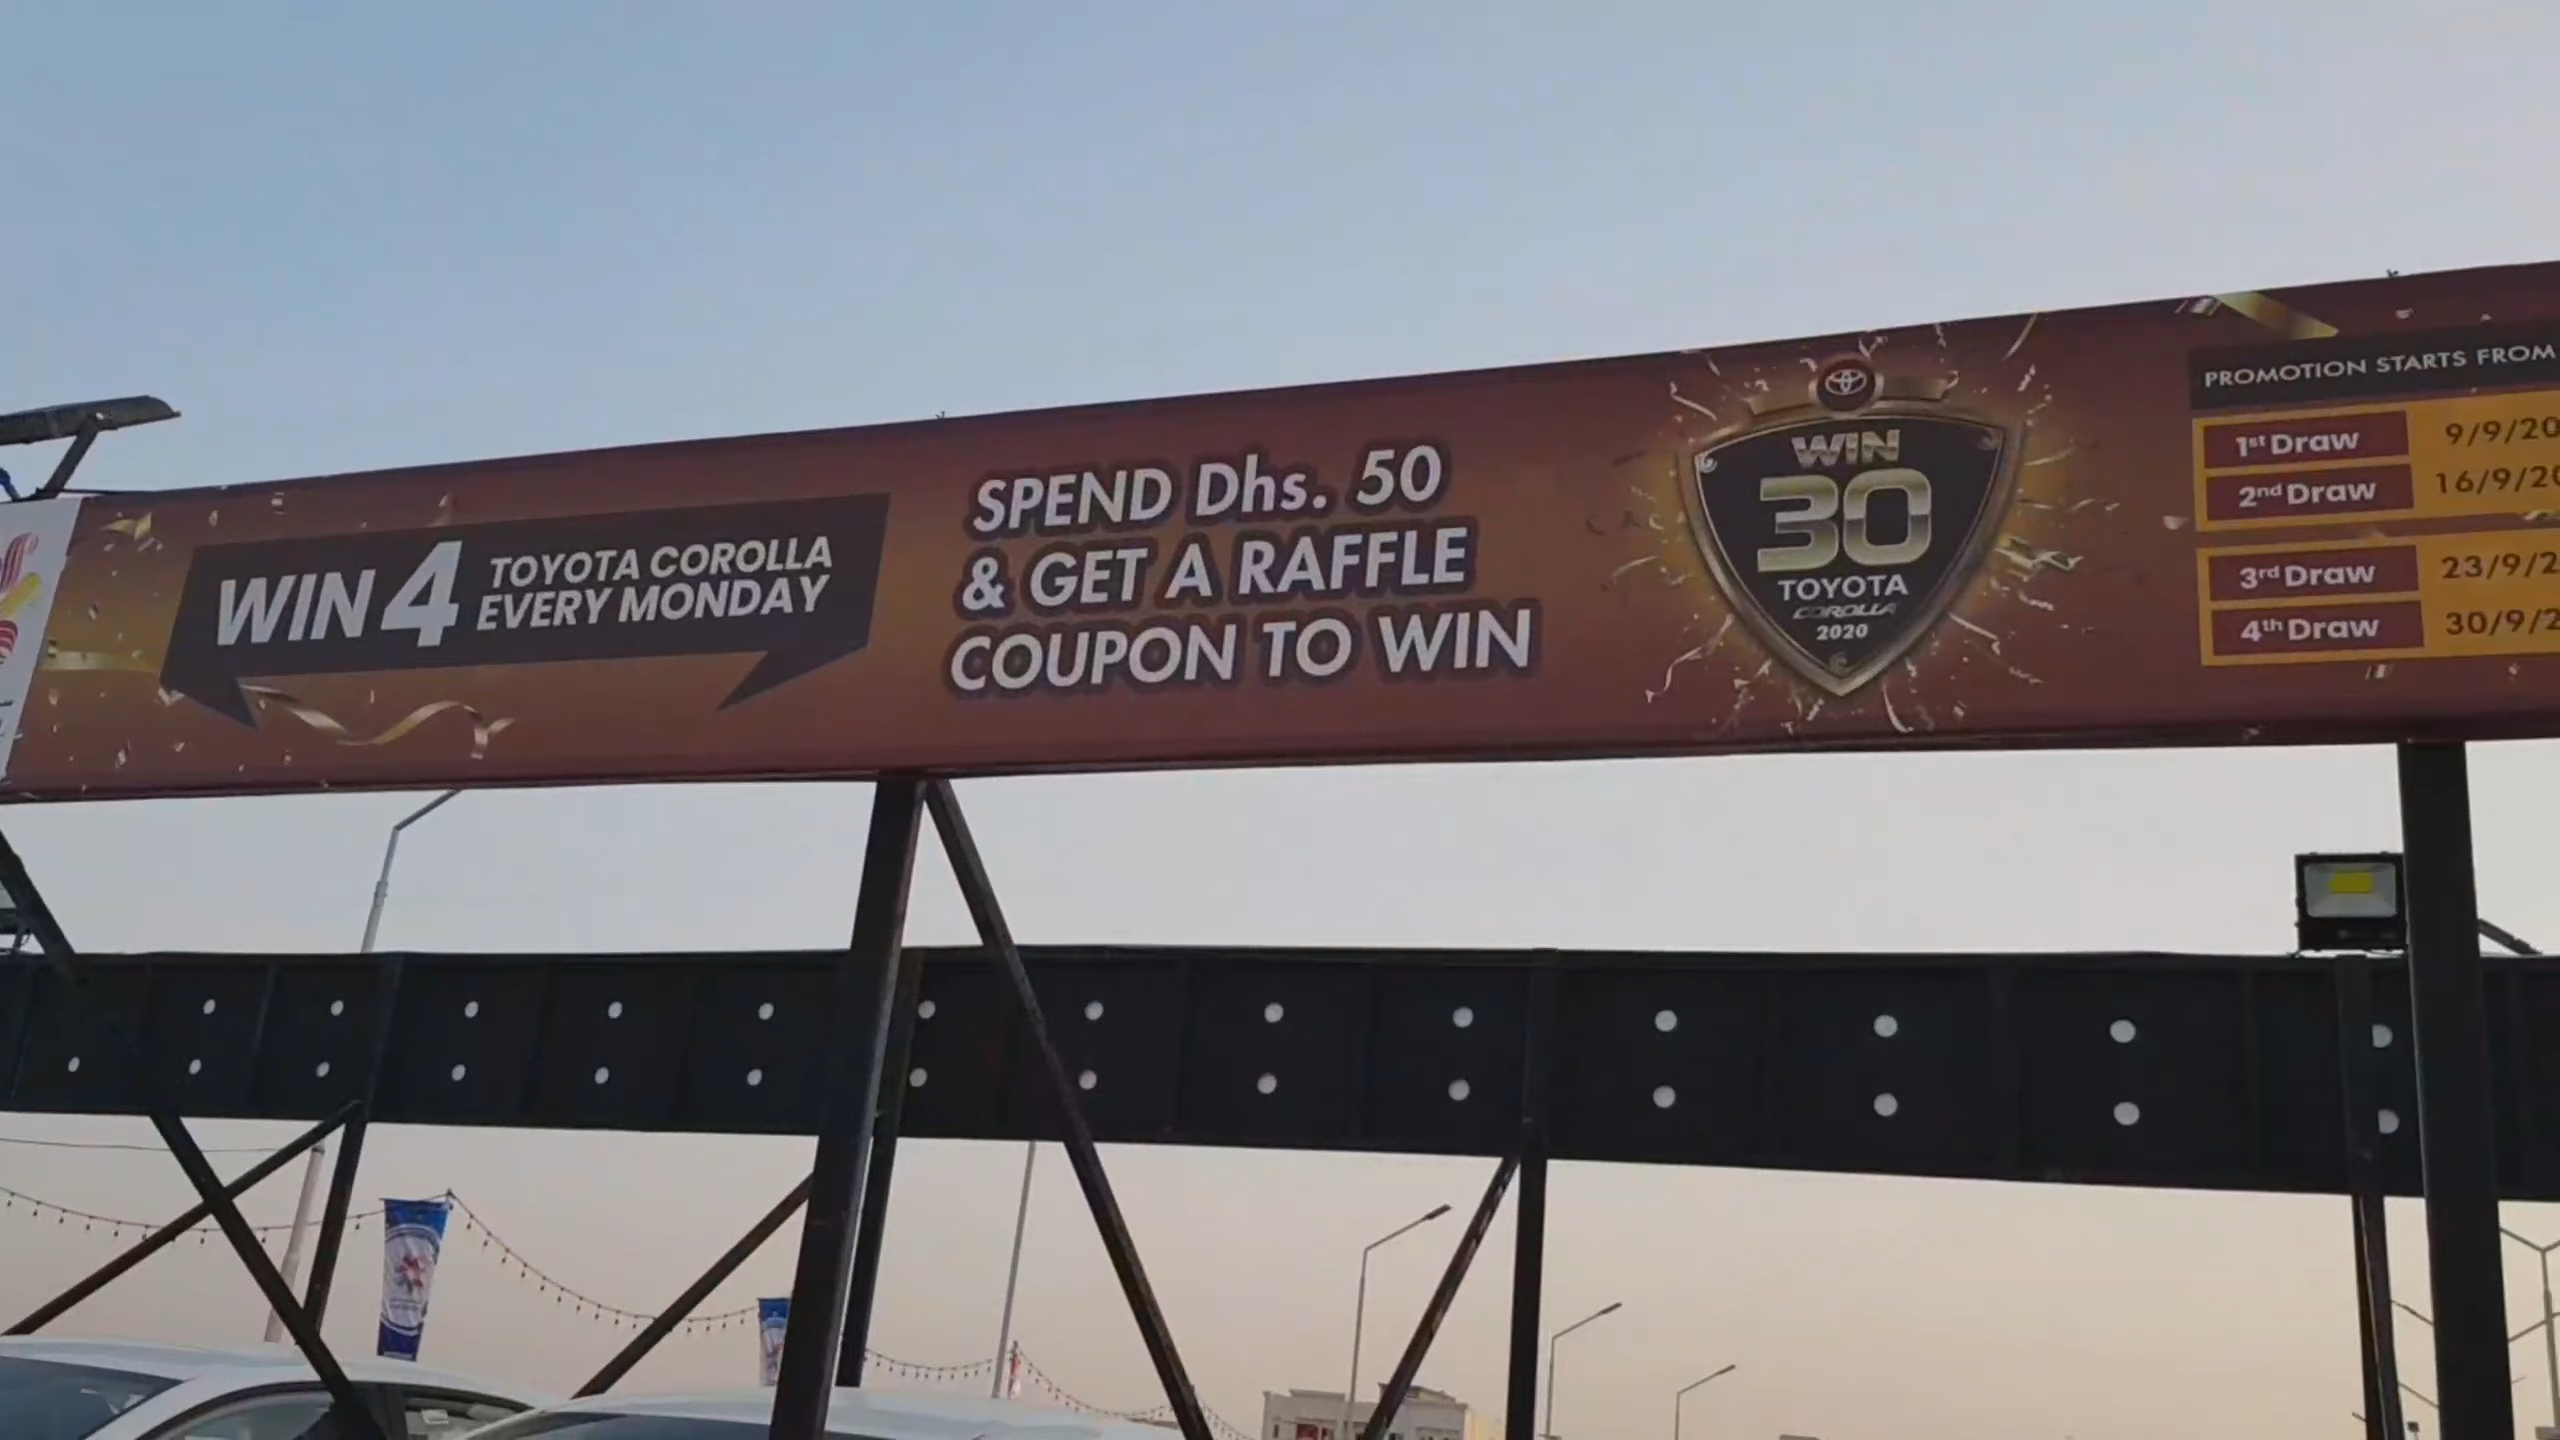 WIN 4 TOYOTA COROLLA
EVERY MONDAY
SPEND Dhs. 50
& GET A RAFFLE
COUPON TO WIN
WIN
30
TOYOTA
COROLLA
2020
PROMOTION STARTS FROM
1st Draw 9/9/20
2nd Draw 16/9/20
3rd Draw 23/9/2
4th Draw 30/9/2